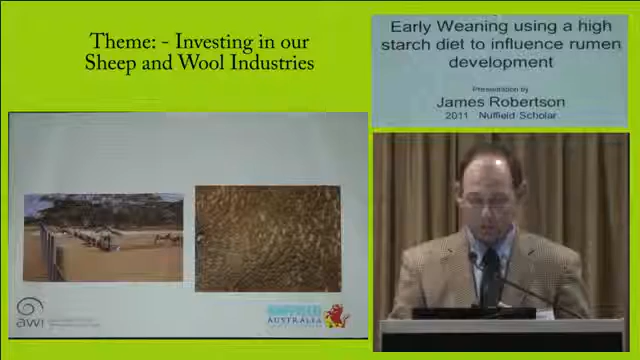 Theme: - Investing in our
Sheep and Wool Industries
Early Weaning using a high
starch diet to influence rumen
development
Presentation by
James Robertson
2011 Nuffield Scholar
awi
NUFFIELD
AUSTRALIA